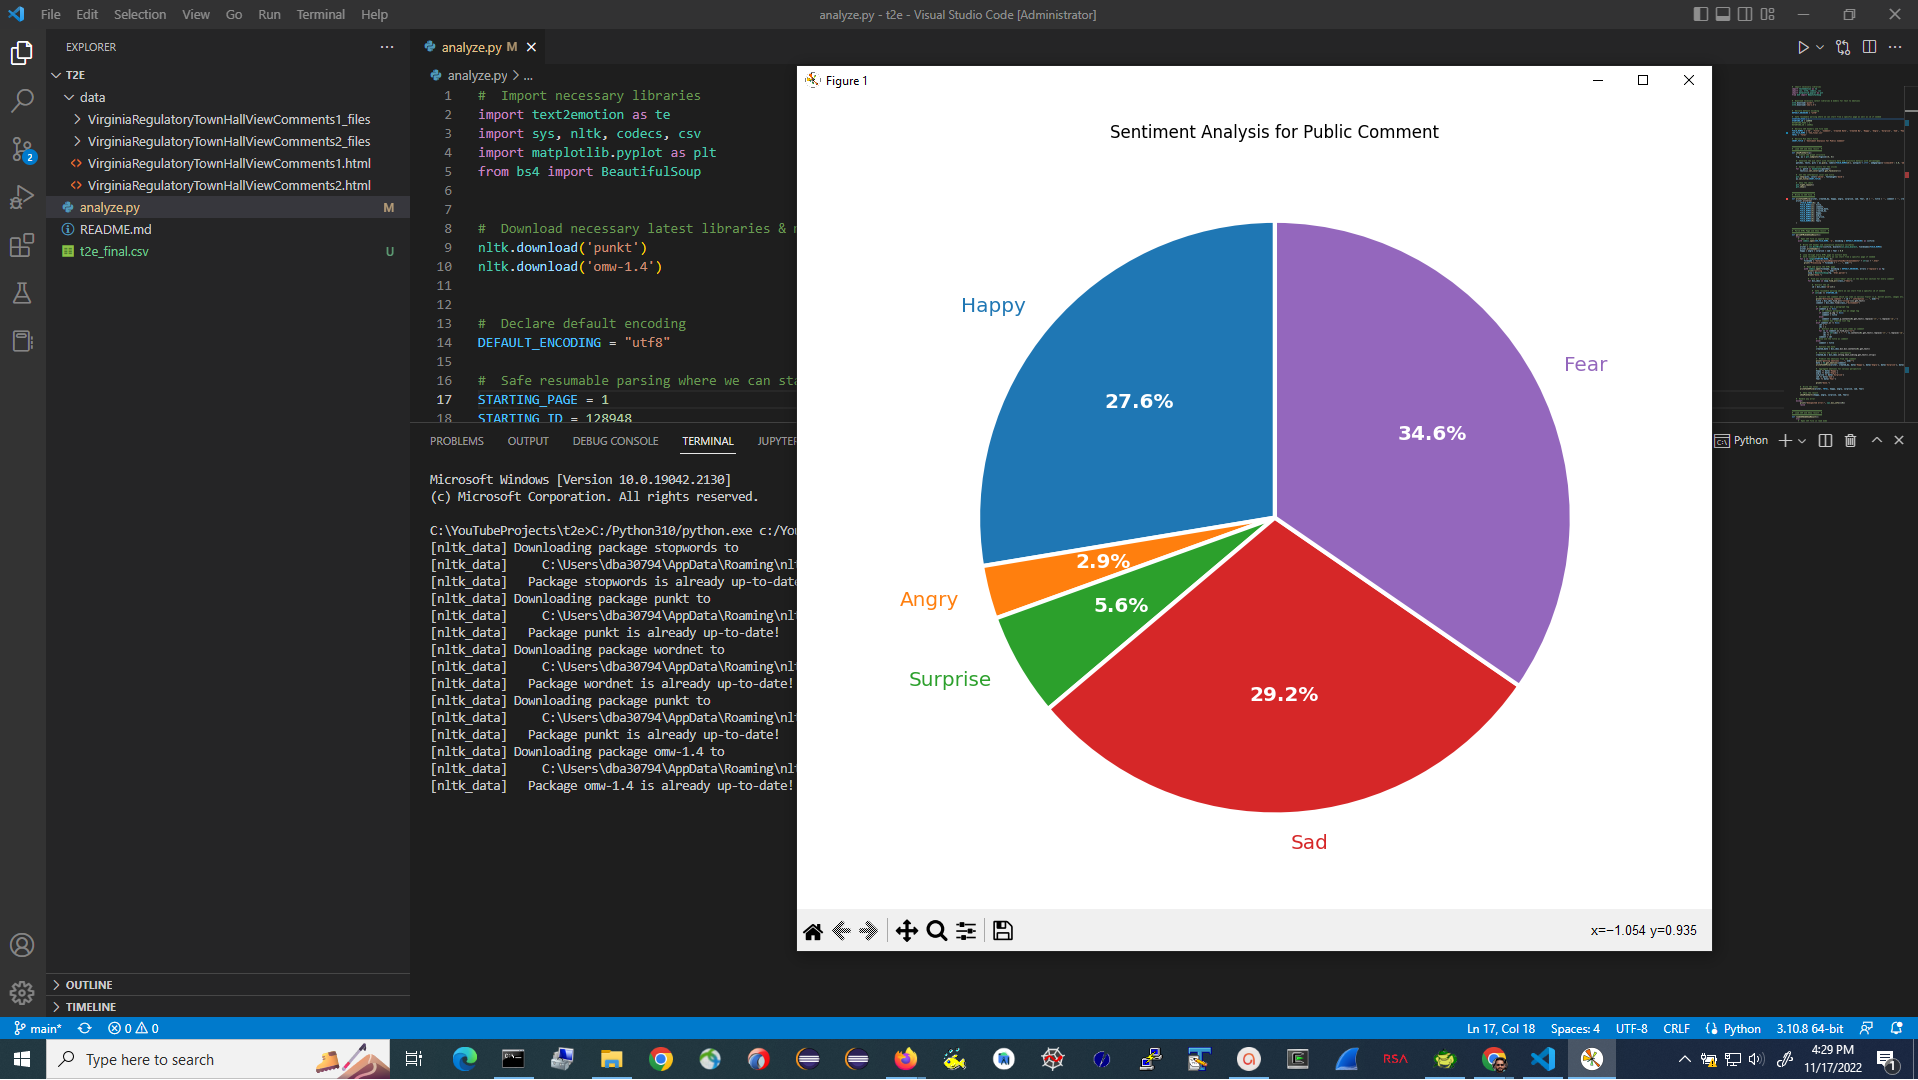 File Edit Selection View Go Run Terminal Help
analyze.py - t2e - Visual Studio Code [Administrator]
EXPLORER
T2E
data
VirginiaRegulatoryTownHallViewComments1_files
VirginiaRegulatoryTownHallViewComments2_files
VirginiaRegulatoryTownHallViewComments1.html
VirginiaRegulatoryTownHallViewComments2.html
analyze.py M
README.md
t2e_final.csv U
OUTLINE
TIMELINE
2
analyze.py M
analyze.py > ...
1 # Import necessary libraries
2 import text2emotion as te
3 import sys, nltk, codecs, csv
4 import matplotlib.pyplot as plt
5 from bs4 import BeautifulSoup
6
7
8 # Download necessary latest libraries &
9 nltk.download('punkt')
10 nltk.download('omw-1.4')
11
12
13 # Declare default encoding
14 DEFAULT_ENCODING = "utf8"
15
16 # Safe resumable parsing where we can sta
17 STARTING_PAGE = 1
18 STARTING_ID = 128948
PROBLEMS OUTPUT DEBUG CONSOLE TERMINAL JUPYTER
Python
Microsoft Windows [Version 10.0.19042.2130]
(c) Microsoft Corporation. All rights reserved.
C:\YouTubeProjects\t2e>C:/Python310/python.exe c:/You
[nltk_data] Downloading package stopwords to
[nltk_data] C:\Users\dba30794\AppData\Roaming\nlt
[nltk_data] Package stopwords is already up-to-date
[nltk_data] Downloading package punkt to
[nltk_data] C:\Users\dba30794\AppData\Roaming\nlt
[nltk_data] Package punkt is already up-to-date!
[nltk_data] Downloading package wordnet to
[nltk_data] C:\Users\dba30794\AppData\Roaming\nlt
[nltk_data] Package wordnet is already up-to-date!
[nltk_data] Downloading package punkt to
[nltk_data] C:\Users\dba30794\AppData\Roaming\nlt
[nltk_data] Package punkt is already up-to-date!
[nltk_data] Downloading package omw-1.4 to
[nltk_data] C:\Users\dba30794\AppData\Roaming\nlt
[nltk_data] Package omw-1.4 is already up-to-date!
Figure 1
Sentiment Analysis for Public Comment
Happy
27.6%
Fear
34.6%
Angry
2.9%
Surprise
5.6%
Sad
29.2%
x=−1.054 y=0.935
main* 0 0
Ln 17, Col 18 Spaces: 4 UTF-8 CRLF Python 3.10.8 64-bit
Type here to search
RSA
4:29 PM
11/17/2022
1